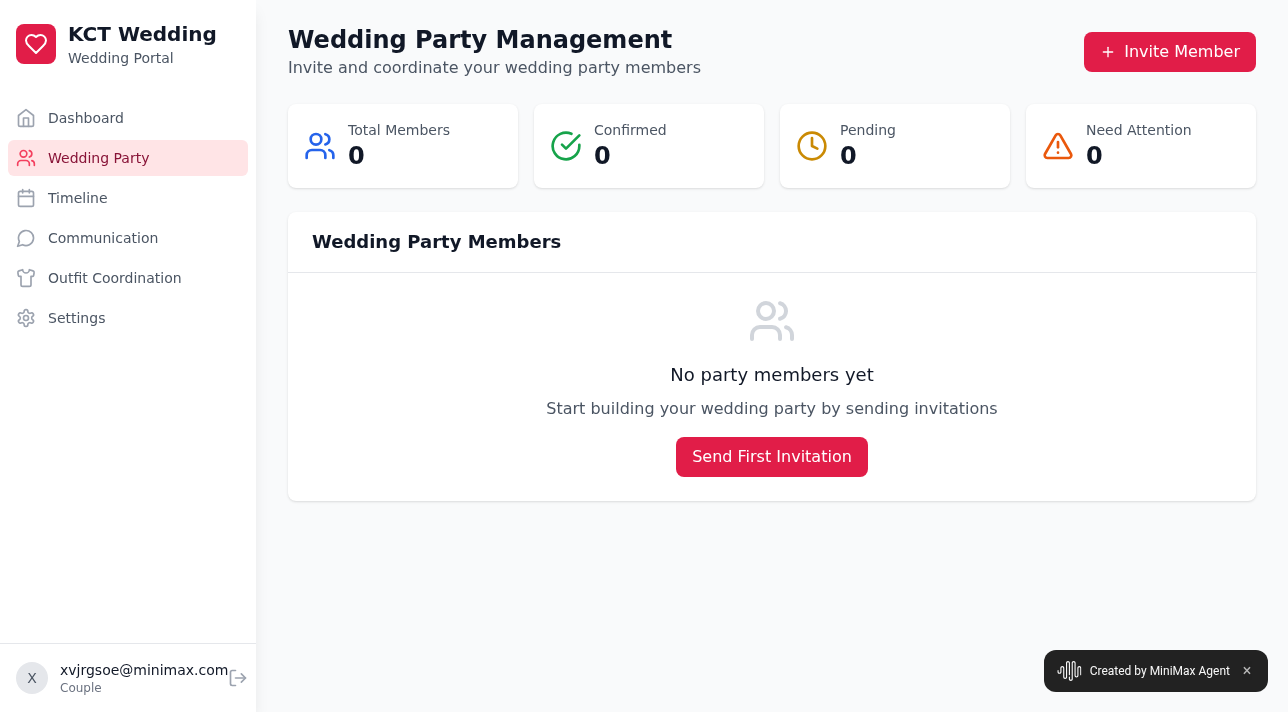 KCT Wedding
Wedding Portal
Dashboard
Wedding Party
Timeline
Communication
Outfit Coordination
Settings
X
xvjrgsoe@minimax.com
Couple
Wedding Party Management
Invite and coordinate your wedding party members
Invite Member
Total Members
0
Confirmed
0
Pending
0
Need Attention
0
Wedding Party Members
No party members yet
Start building your wedding party by sending invitations
Send First Invitation
Created by MiniMax Agent